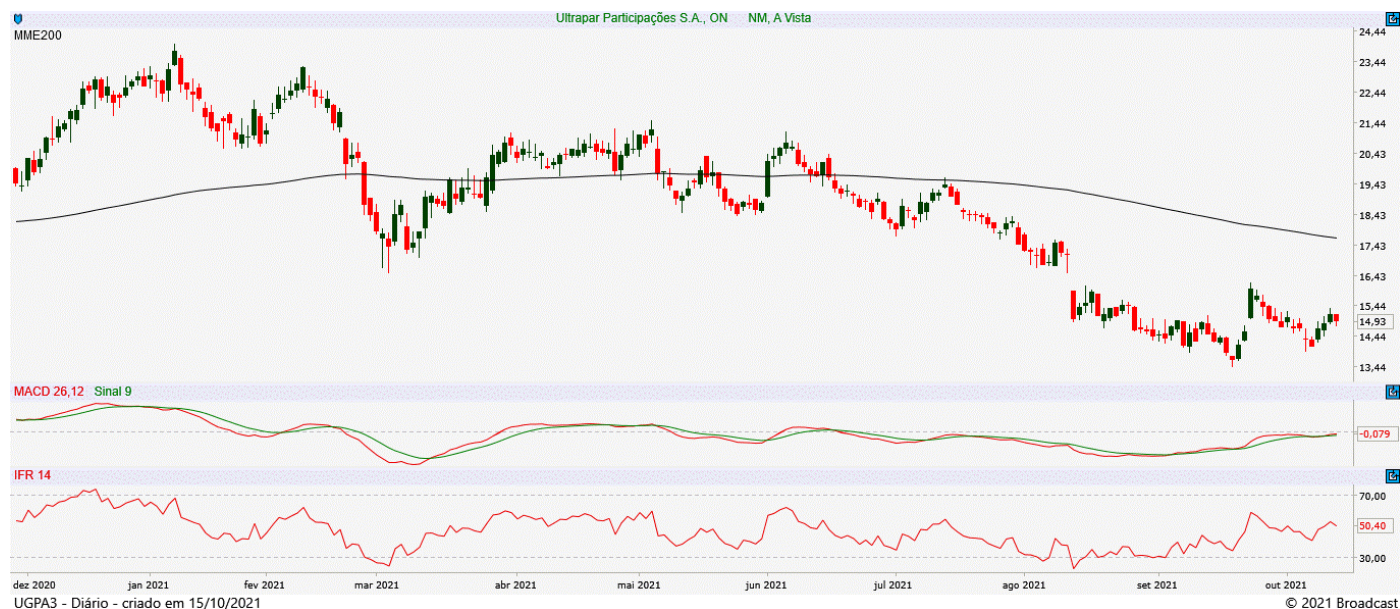 Ultrapar Participações S.A., ON NM, A Vista
MME200
24,44
23,44
22,44
21,44
20,43
19,43
18,43
17,43
16,43
15,44
14,93
14,44
13,44
MACD 26,12 Sinal 9
-0,079
IFR 14
70,00
50,40
30,00
dez 2020 jan 2021 fev 2021 mar 2021 abr 2021 mai 2021 jun 2021 jul 2021 ago 2021 set 2021 out 2021
UGPA3 - Diário - criado em 15/10/2021 © 2021 Broadcast